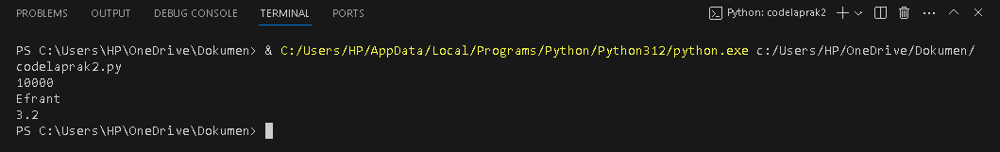 PROBLEMS OUTPUT DEBUG CONSOLE TERMINAL PORTS Python: codelaprak2
PS C:\Users\HP\OneDrive\Dokumen> & C:/Users/HP/AppData/Local/Programs/Python/Python312/python.exe c:/Users/HP/OneDrive/Dokumen/
codelaprak2.py
10000
Efrant
3.2
PS C:\Users\HP\OneDrive\Dokumen>